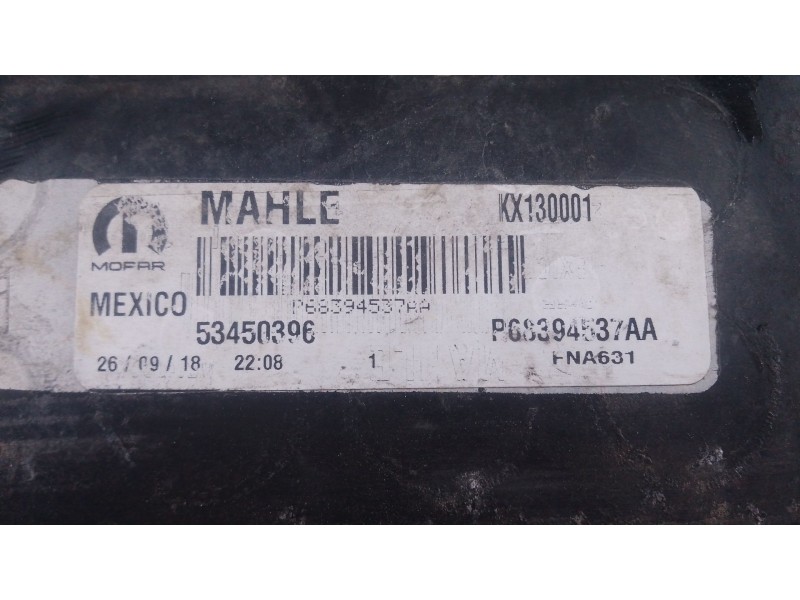 MAHLE KX130001
MOPAR
P68394537AA
MEXICO
53450396 P68394537AA
26/09/18 22:08 1 FNA631